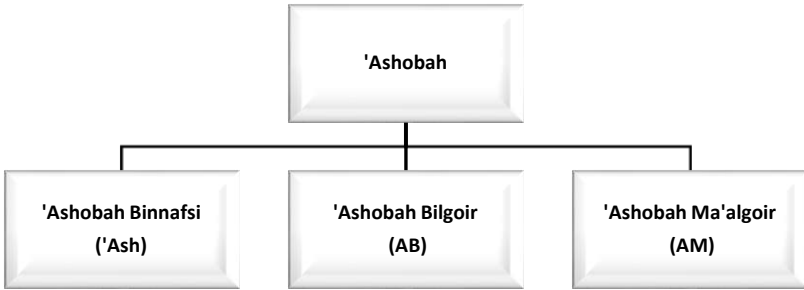 'Ashobah
'Ashobah Binnafsi
('Ash)
'Ashobah Bilgoir
(AB)
'Ashobah Ma'algoir
(AM)